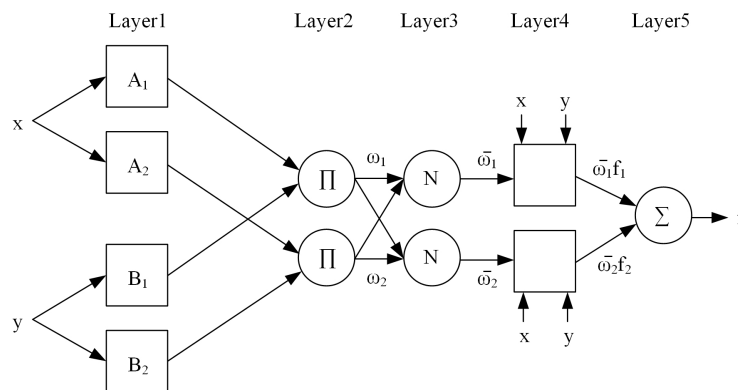 Layer1 Layer2 Layer3 Layer4 Layer5
A₁
x y
x
A₂
ω₁
ω̄₁
ω̄₁f₁
∏ N
Σ
B₁
∏ N
ω₂
ω̄₂
ω̄₂f₂
y
x y
B₂